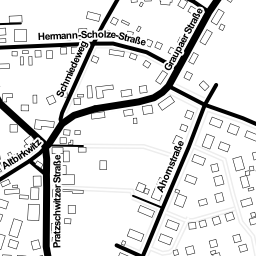 Hermann-Scholze-Straße
Graupaer Straße
Schmiedeweg
Altbirkwitz
Pratzschwitzer Straße
Ahornstraße